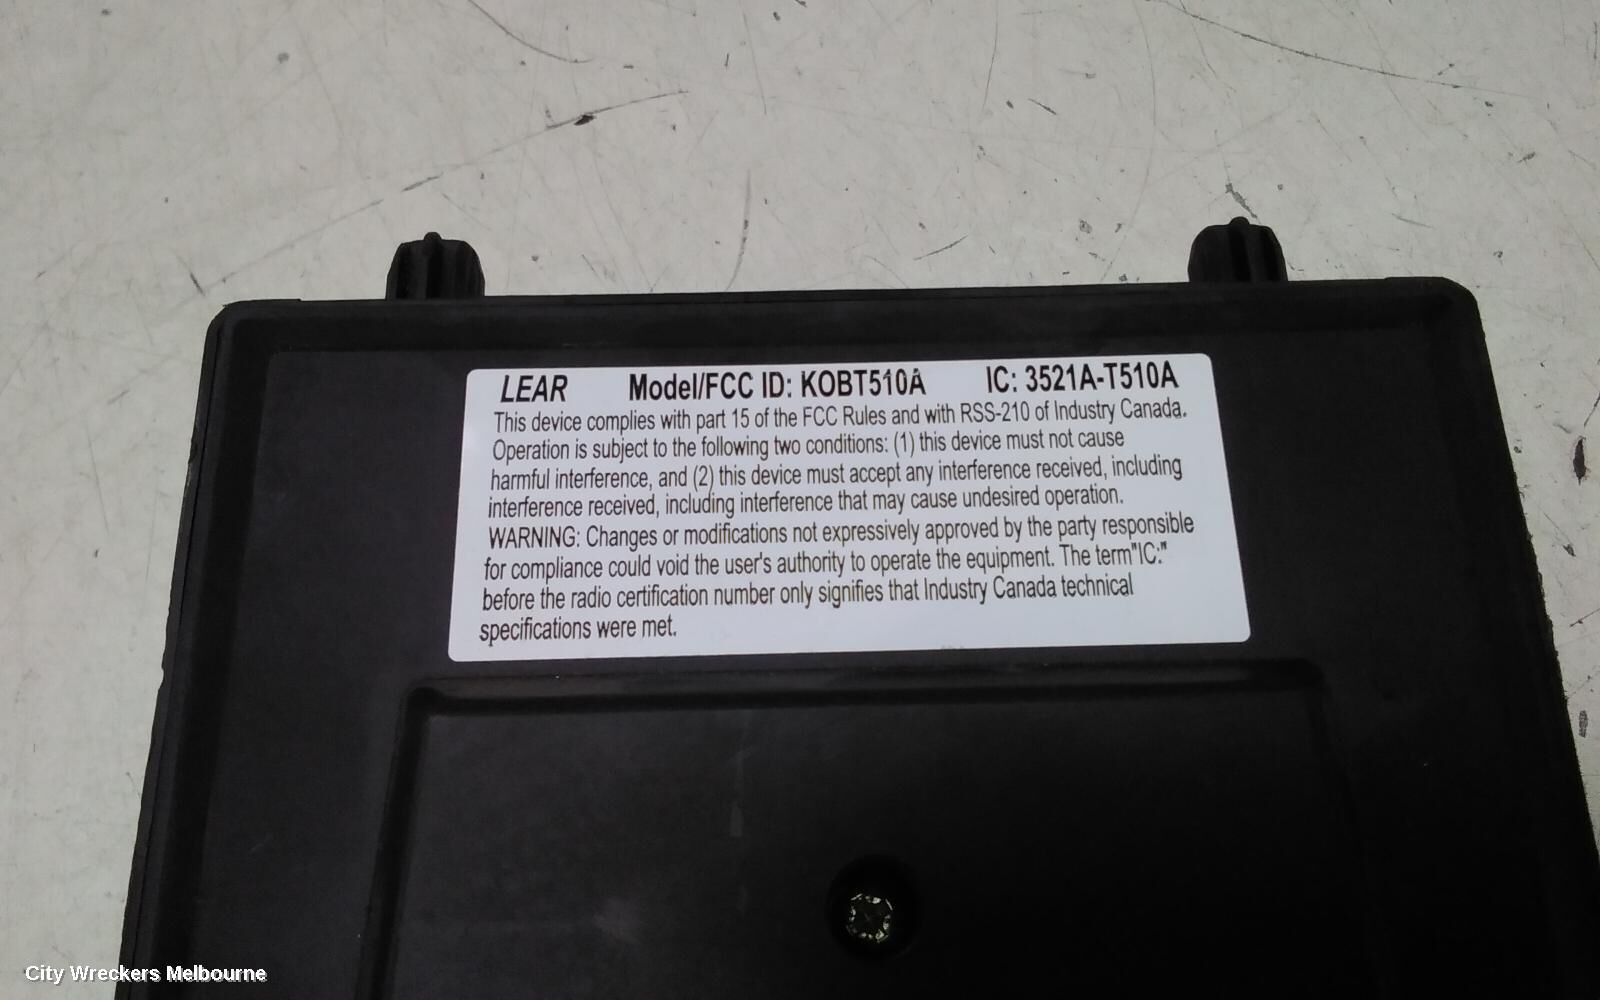 LEAR Model/FCC ID: KOBT510A IC: 3521A-T510A
This device complies with part 15 of the FCC Rules and with RSS-210 of Industry Canada.
Operation is subject to the following two conditions: (1) this device must not cause
harmful interference, and (2) this device must accept any interference received, including
interference received, including interference that may cause undesired operation.
WARNING: Changes or modifications not expressively approved by the party responsible
for compliance could void the user's authority to operate the equipment. The term"IC:"
before the radio certification number only signifies that Industry Canada technical
specifications were met.
City Wreckers Melbourne